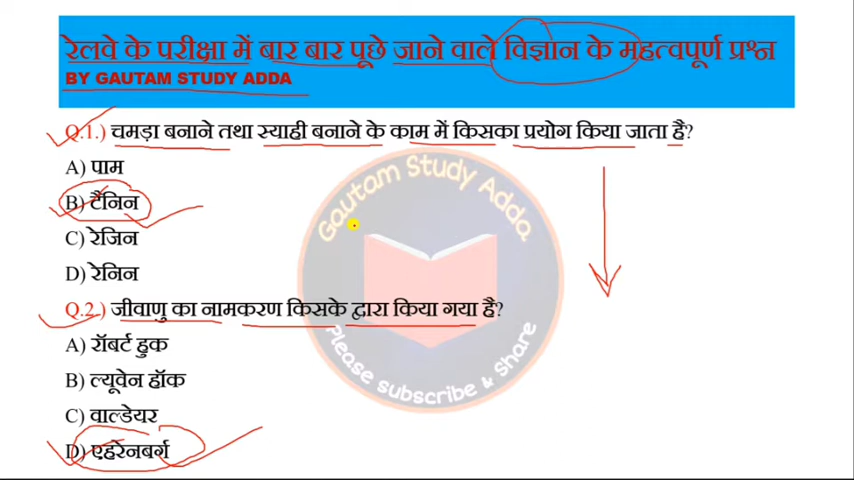 रेलवे के परीक्षा में बार बार पूछे जाने वाले विज्ञान के महत्वपूर्ण प्रश्न
BY GAUTAM STUDY ADDA
Q.1.) चमड़ा बनाने तथा स्याही बनाने के काम में किसका प्रयोग किया जाता है?
A) पाम
B) टैनिन
C) रेजिन
D) रेनिन
Q.2.) जीवाणु का नामकरण किसके द्वारा किया गया है?
A) रॉबर्ट हुक
B) ल्यूवेन हॉक
C) वाल्डेयर
D) एहरेनबर्ग
Gautam Study Adda
Please subscribe & Share